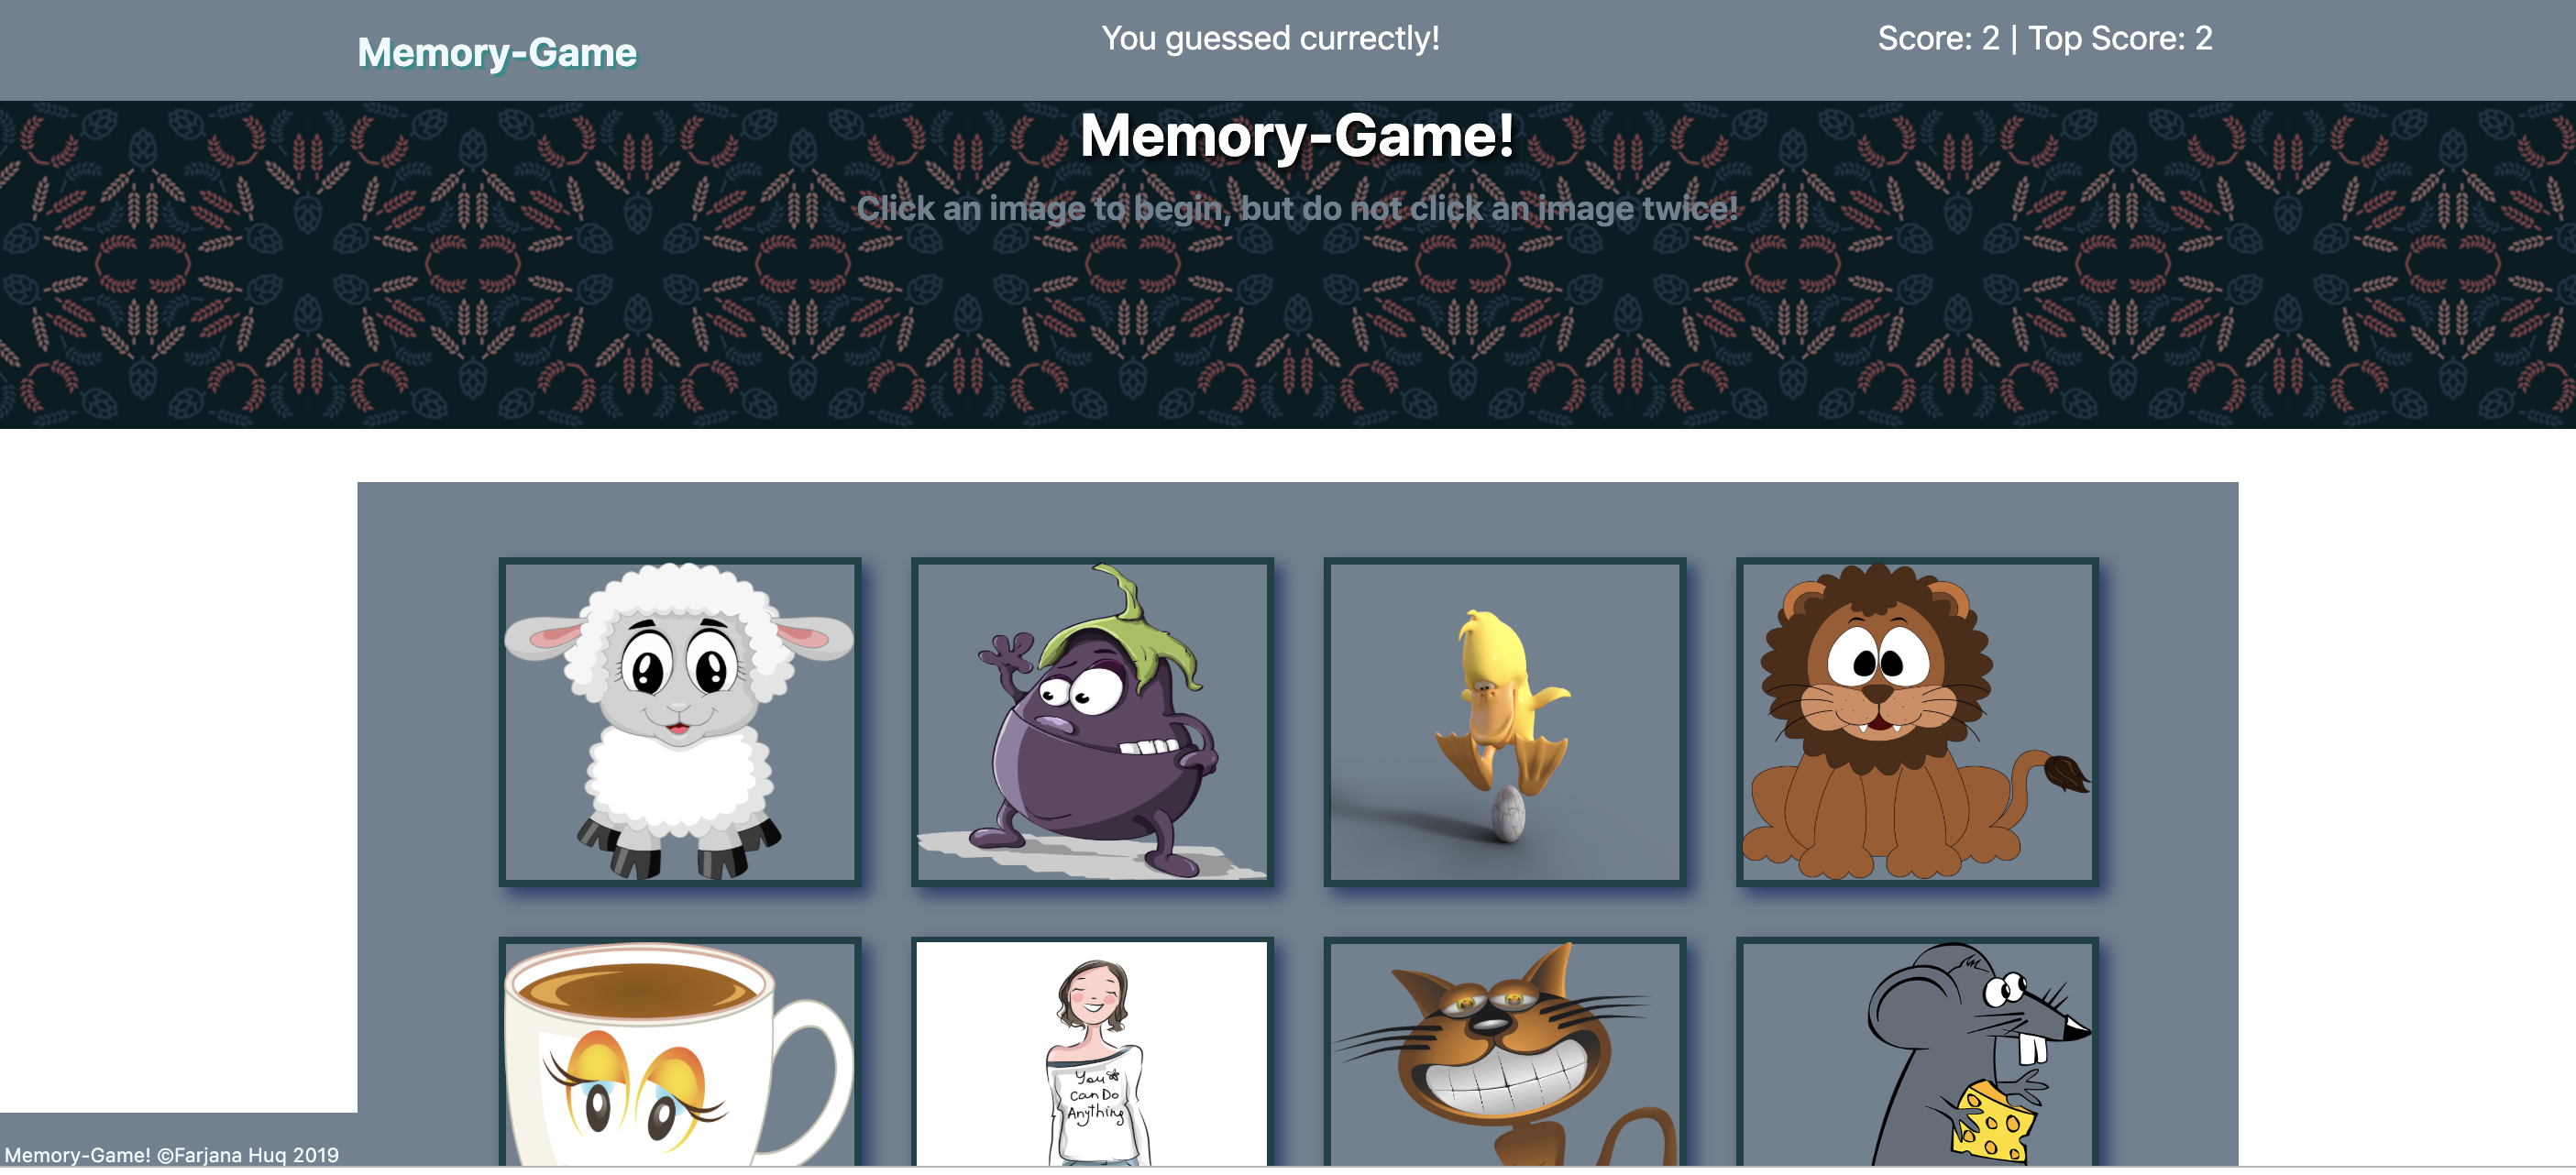 Memory-Game
You guessed currectly!
Score: 2 | Top Score: 2
Memory-Game!
Click an image to begin, but do not click an image twice!
You
can Do
Anything
Memory-Game! ©Farjana Huq 2019